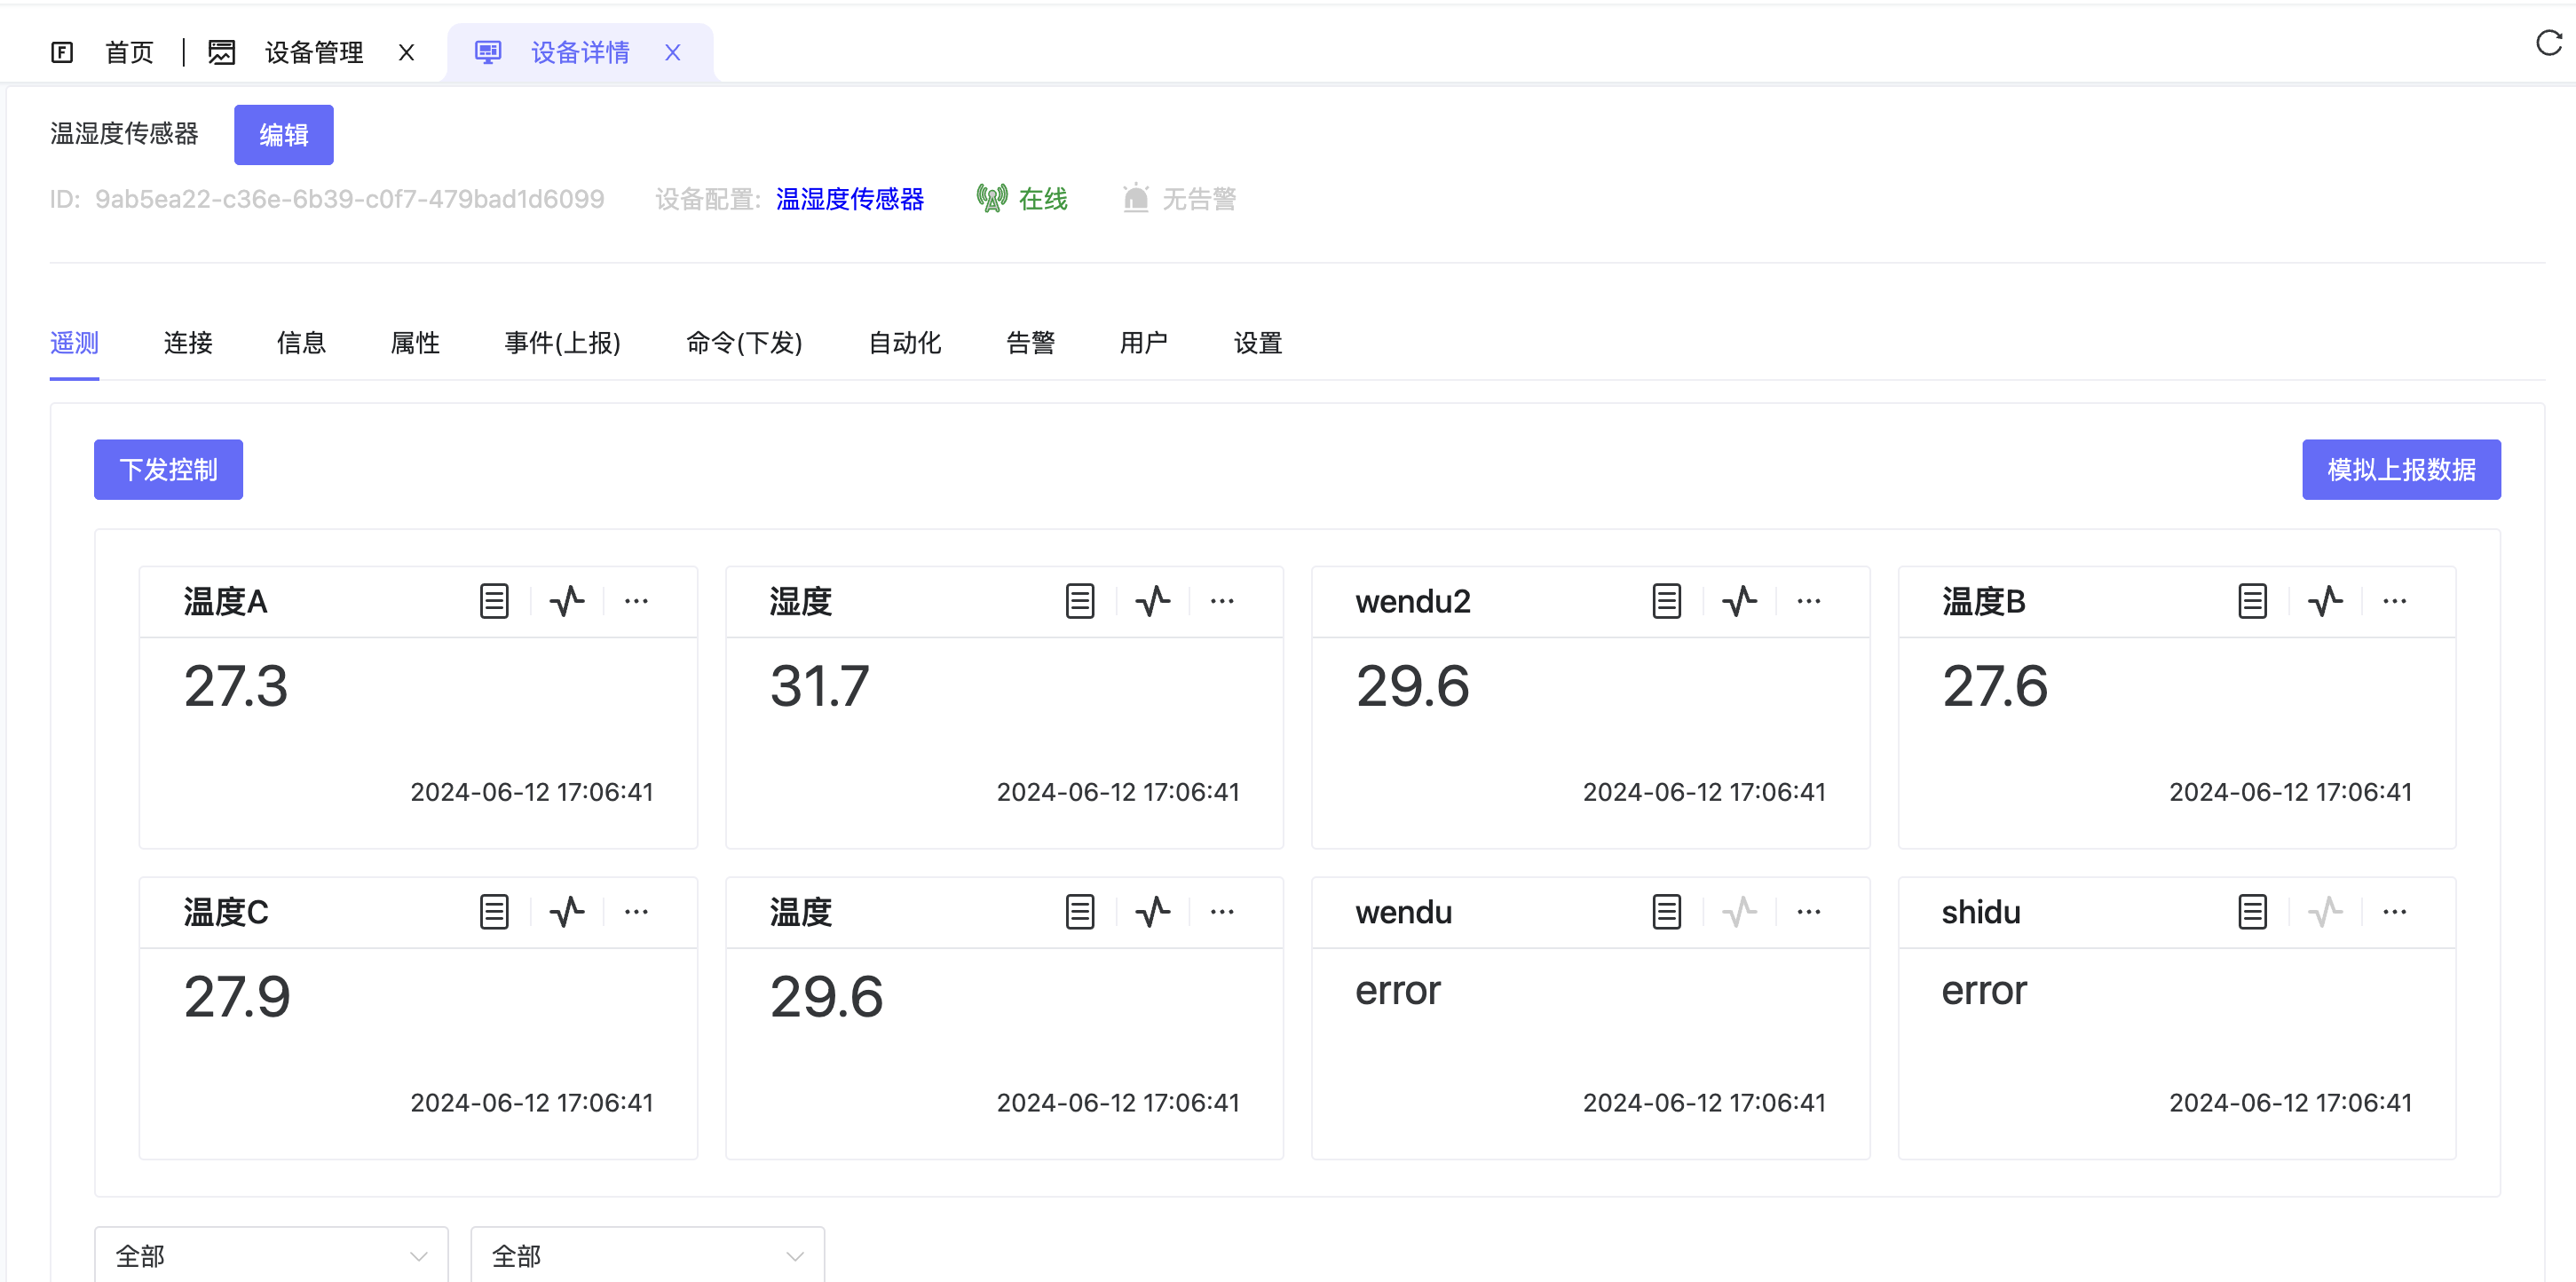 首页 设备管理 X 设备详情 X
温湿度传感器 编辑
ID: 9ab5ea22-c36e-6b39-c0f7-479bad1d6099 设备配置: 温湿度传感器 在线 无告警
遥测 连接 信息 属性 事件(上报) 命令(下发) 自动化 告警 用户 设置
下发控制 模拟上报数据
温度A 湿度 wendu2 温度B
27.3 31.7 29.6 27.6
2024-06-12 17:06:41 2024-06-12 17:06:41 2024-06-12 17:06:41 2024-06-12 17:06:41
温度C 温度 wendu shidu
27.9 29.6 error error
2024-06-12 17:06:41 2024-06-12 17:06:41 2024-06-12 17:06:41 2024-06-12 17:06:41
全部 全部